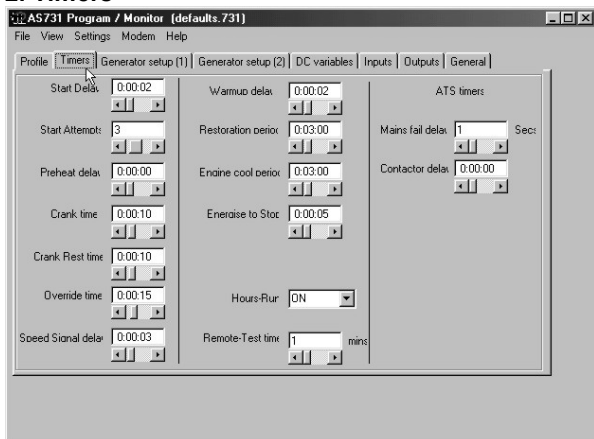 2. Timers
AS731 Program / Monitor (defaults.731)
File View Settings Modem Help
Profile Timers Generator setup (1) Generator setup (2) DC variables Inputs Outputs General
Start Delay 0:00:02
Start Attempts 3
Preheat delay 0:00:00
Crank time 0:00:10
Crank Rest time 0:00:10
Override time 0:00:15
Speed Signal delay 0:00:03
Warmup delay 0:00:02
Restoration period 0:03:00
Engine cool period 0:03:00
Energise to Stop 0:00:05
Hours-Run ON
Remote-Test time 1 mins
ATS timers
Mains fail delay 1 Secs
Contactor delay 0:00:00